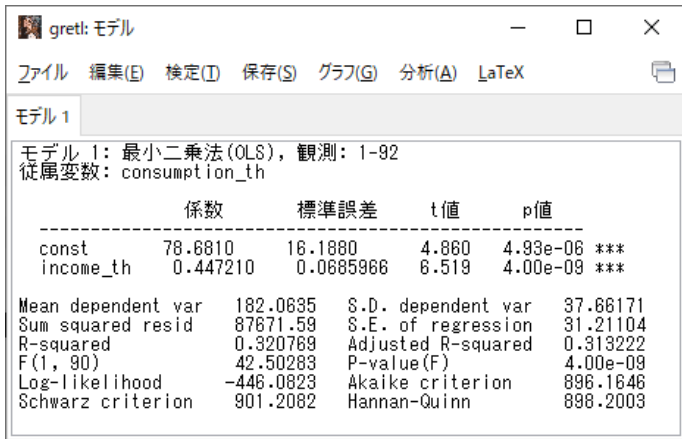 gretl: モデル
ファイル 編集(E) 検定(T) 保存(S) グラフ(G) 分析(A) LaTeX
モデル 1
モデル 1: 最小二乗法(OLS), 観測: 1-92
従属変数: consumption_th
係数 標準誤差 t値 p値
-------------------------------------------------------
const 78.6810 16.1880 4.860 4.93e-06 ***
income_th 0.447210 0.0685966 6.519 4.00e-09 ***
Mean dependent var 182.0635 S.D. dependent var 37.66171
Sum squared resid 87671.59 S.E. of regression 31.21104
R-squared 0.320769 Adjusted R-squared 0.313222
F(1, 90) 42.50283 P-value(F) 4.00e-09
Log-likelihood -446.0823 Akaike criterion 896.1646
Schwarz criterion 901.2082 Hannan-Quinn 898.2003